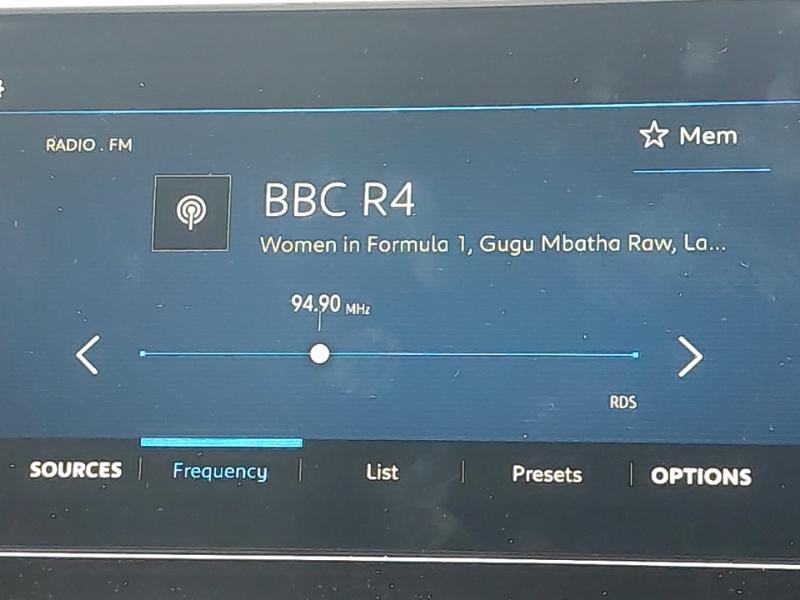 RADIO . FM
Mem
BBC R4
Women in Formula 1, Gugu Mbatha Raw, La...
94.90 MHz
RDS
SOURCES
Frequency
List
Presets
OPTIONS